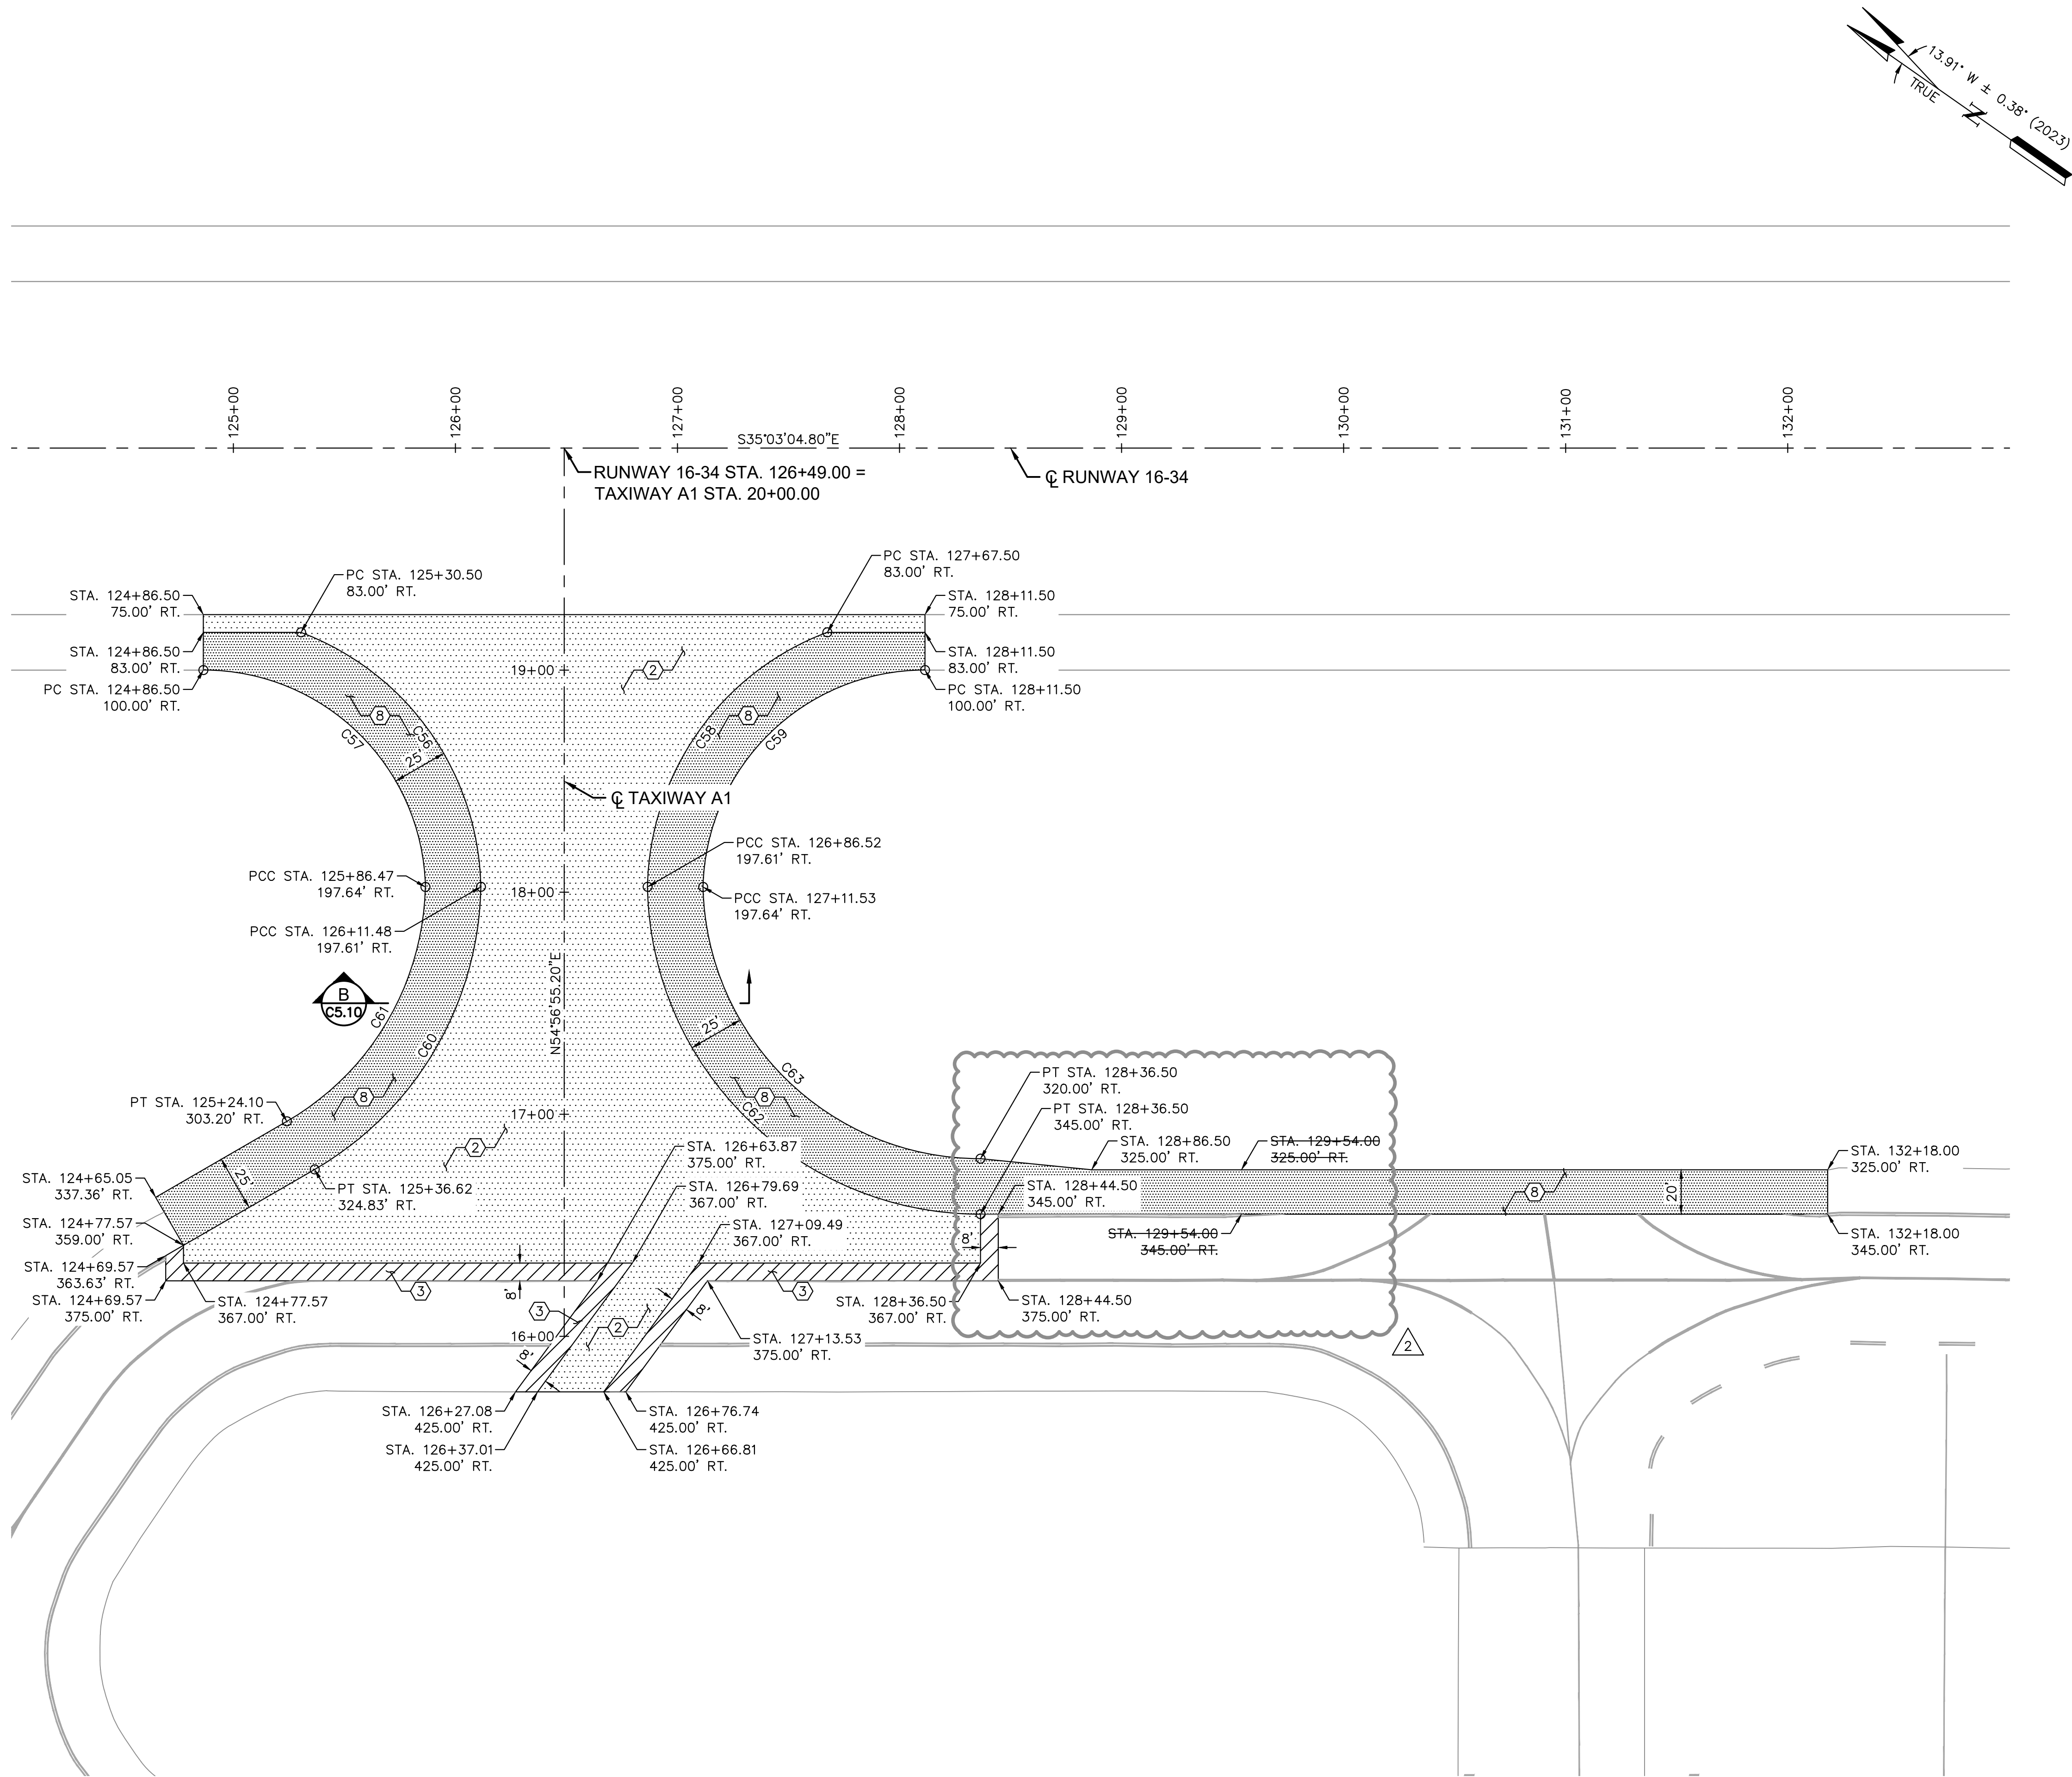 13.91° W ± 0.38° (2023)
TRUE
N
125+00
126+00
127+00
128+00
129+00
130+00
131+00
132+00
S35°03'04.80"E
RUNWAY 16-34 STA. 126+49.00 =
TAXIWAY A1 STA. 20+00.00
℄ RUNWAY 16-34
PC STA. 125+30.50
83.00' RT.
PC STA. 127+67.50
83.00' RT.
STA. 124+86.50
75.00' RT.
STA. 128+11.50
75.00' RT.
STA. 124+86.50
83.00' RT.
STA. 128+11.50
83.00' RT.
PC STA. 124+86.50
100.00' RT.
PC STA. 128+11.50
100.00' RT.
19+00
2
8
8
C57
C56
C58
C59
25'
℄ TAXIWAY A1
PCC STA. 126+86.52
197.61' RT.
PCC STA. 125+86.47
197.64' RT.
18+00
PCC STA. 127+11.53
197.64' RT.
PCC STA. 126+11.48
197.61' RT.
N54°56'55.20"E
B
C5.10
C61
C60
25'
C63
C62
8
8
PT STA. 125+24.10
303.20' RT.
17+00
2
PT STA. 128+36.50
320.00' RT.
PT STA. 128+36.50
345.00' RT.
STA. 128+86.50
325.00' RT.
STA. 129+54.00
325.00' RT.
STA. 132+18.00
325.00' RT.
STA. 126+63.87
375.00' RT.
STA. 124+65.05
337.36' RT.
25'
PT STA. 125+36.62
324.83' RT.
STA. 126+79.69
367.00' RT.
STA. 128+44.50
345.00' RT.
8
20'
STA. 124+77.57
359.00' RT.
STA. 127+09.49
367.00' RT.
8'
STA. 129+54.00
345.00' RT.
STA. 132+18.00
345.00' RT.
STA. 124+69.57
363.63' RT.
STA. 124+69.57
375.00' RT.
STA. 124+77.57
367.00' RT.
3
8'
3
3
2
8'
STA. 128+36.50
367.00' RT.
STA. 128+44.50
375.00' RT.
16+00
8'
STA. 127+13.53
375.00' RT.
2
STA. 126+27.08
425.00' RT.
STA. 126+76.74
425.00' RT.
STA. 126+37.01
425.00' RT.
STA. 126+66.81
425.00' RT.